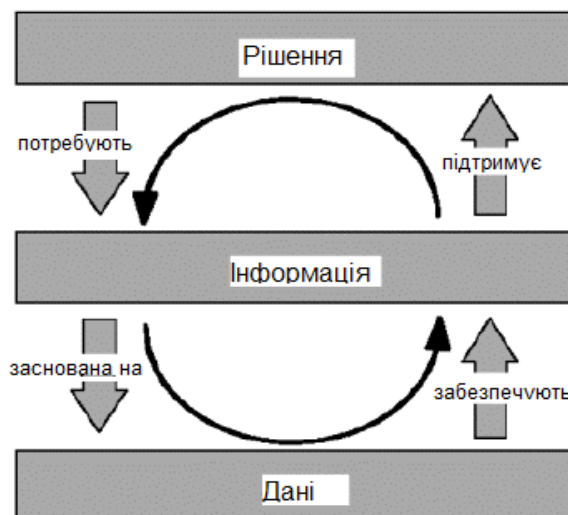 Рішення
потребують
підтримує
Інформація
заснована на
забезпечують
Дані